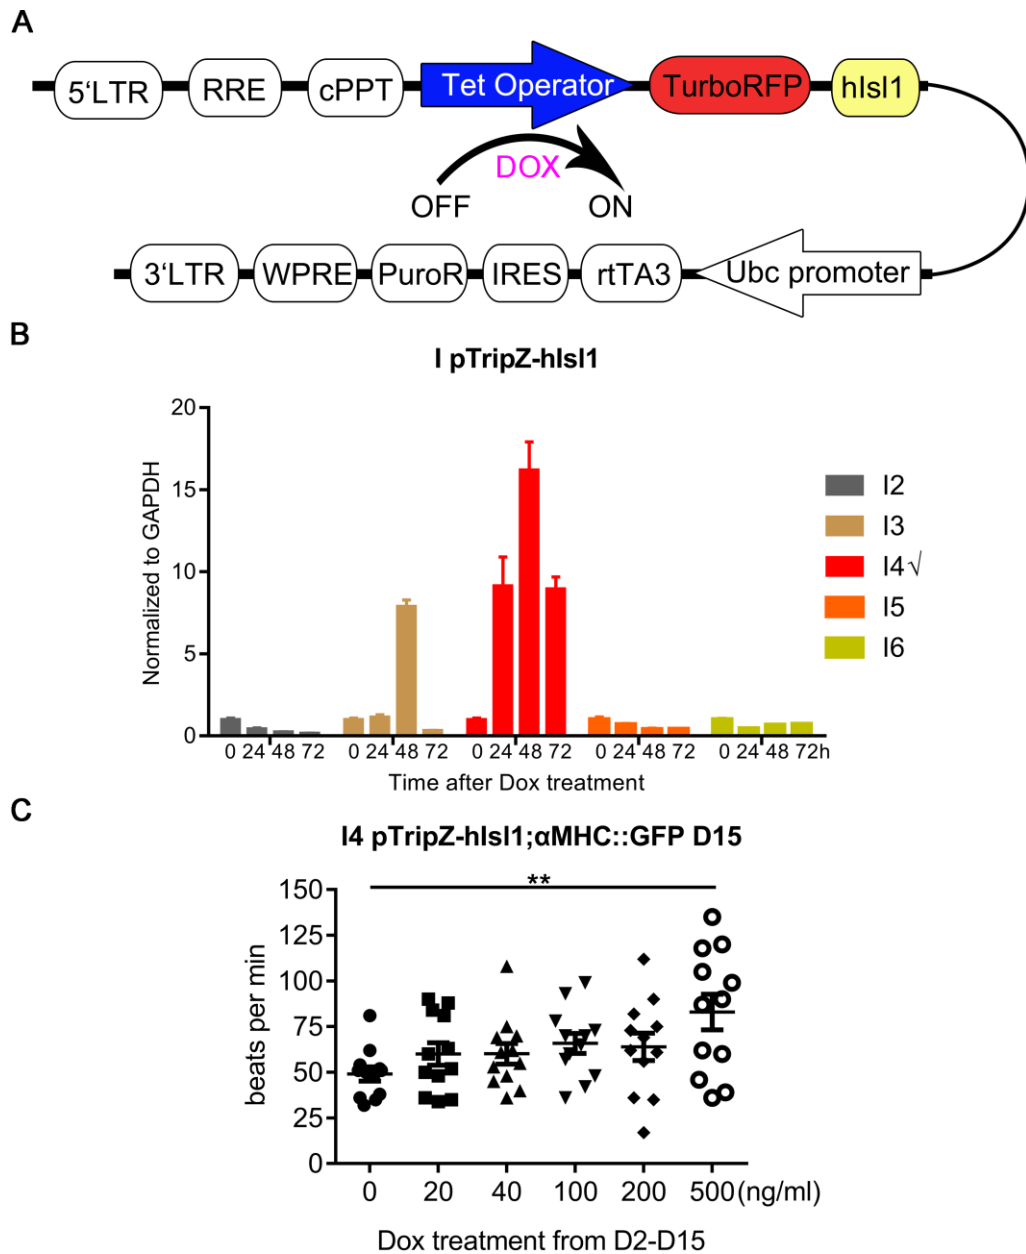 A
5'LTR RRE cPPT Tet Operator TurboRFP hIsl1
DOX
OFF ON
3'LTR WPRE PuroR IRES rtTA3 Ubc promoter
B
I pTripZ-hIsl1
Normalized to GAPDH
20
15
10
5
0
0 24 48 72 0 24 48 72 0 24 48 72 0 24 48 72 0 24 48 72h
Time after Dox treatment
I2
I3
I4 √
I5
I6
C
I4 pTripZ-hIsl1;αMHC::GFP D15
**
beats per min
150
125
100
75
50
25
0
0 20 40 100 200 500(ng/ml)
Dox treatment from D2-D15